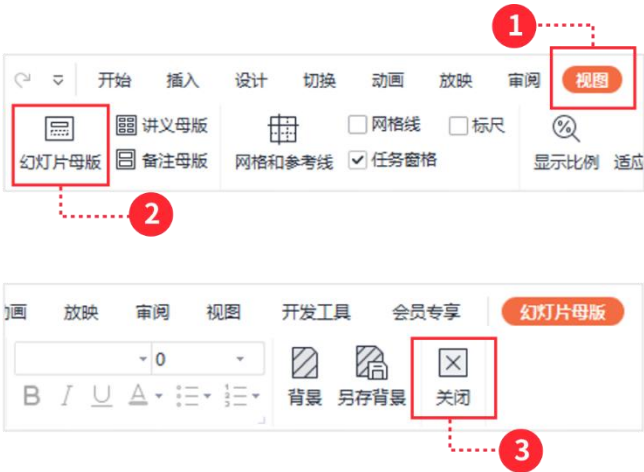 1
开始 插入 设计 切换 动画 放映 审阅 视图
讲义母版 网格线 标尺
幻灯片母版 备注母版 网格和参考线 任务窗格 显示比例 适应
2
动画 放映 审阅 视图 开发工具 会员专享 幻灯片母版
0
B I U A 背景 另存背景 关闭
3